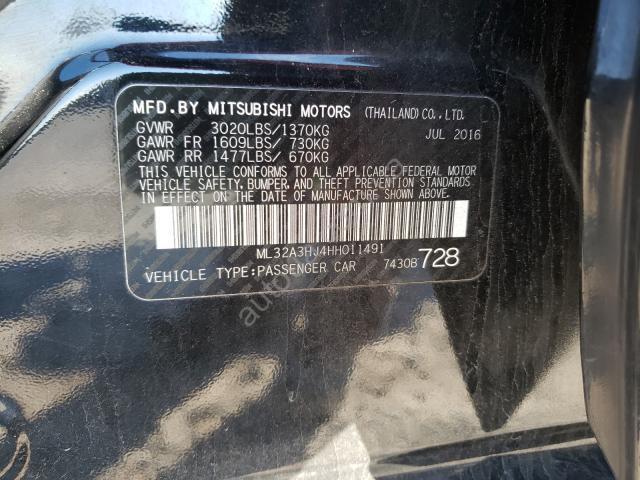 MFD.BY MITSUBISHI MOTORS (THAILAND) CO.,LTD.
GVWR 3020LBS/1370KG JUL 2016
GAWR FR 1609LBS/ 730KG
GAWR RR 1477LBS/ 670KG
THIS VEHICLE CONFORMS TO ALL APPLICABLE FEDERAL MOTOR
VEHICLE SAFETY, BUMPER, AND THEFT PREVENTION STANDARDS
IN EFFECT ON THE DATE OF MANUFACTURE SHOWN ABOVE.
ML32A3HJ4HH011491
VEHICLE TYPE:PASSENGER CAR 7430B 728